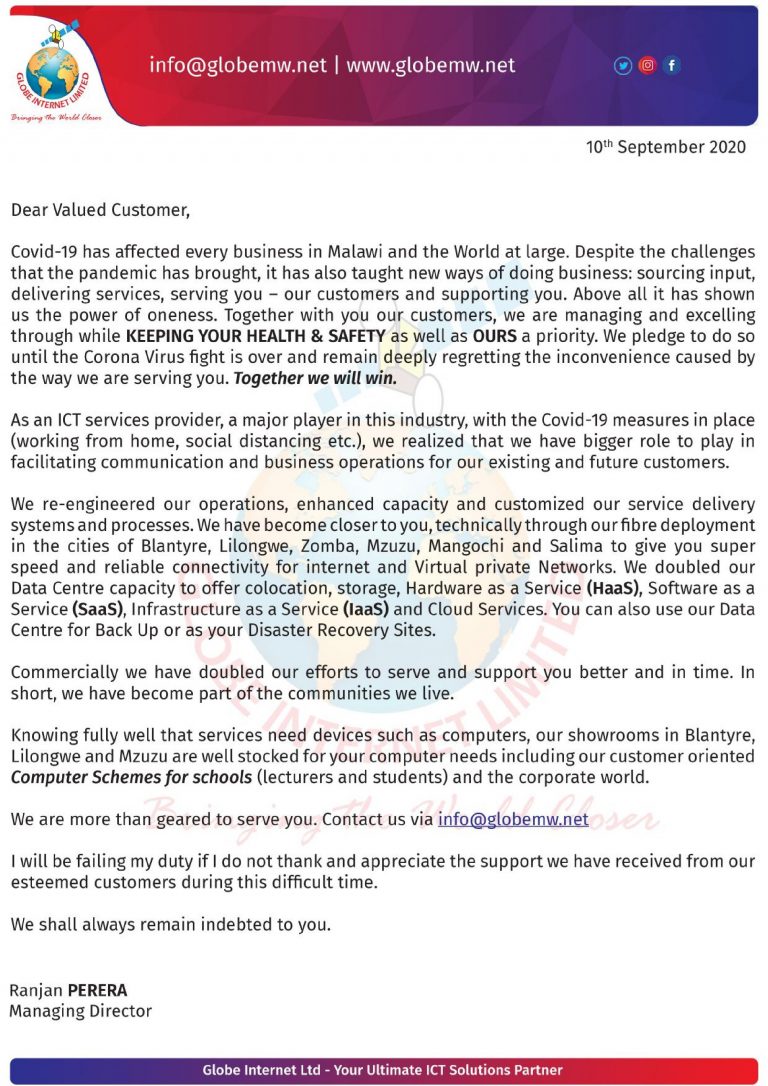 info@globemw.net | www.globemw.net
GLOBE INTERNET LIMITED
Bringing the World Closer
10th September 2020
Dear Valued Customer,
Covid-19 has affected every business in Malawi and the World at large. Despite the challenges
that the pandemic has brought, it has also taught new ways of doing business: sourcing input,
delivering services, serving you – our customers and supporting you. Above all it has shown
us the power of oneness. Together with you our customers, we are managing and excelling
through while KEEPING YOUR HEALTH & SAFETY as well as OURS a priority. We pledge to do so
until the Corona Virus fight is over and remain deeply regretting the inconvenience caused by
the way we are serving you. Together we will win.
As an ICT services provider, a major player in this industry, with the Covid-19 measures in place
(working from home, social distancing etc.), we realized that we have bigger role to play in
facilitating communication and business operations for our existing and future customers.
We re-engineered our operations, enhanced capacity and customized our service delivery
systems and processes. We have become closer to you, technically through our fibre deployment
in the cities of Blantyre, Lilongwe, Zomba, Mzuzu, Mangochi and Salima to give you super
speed and reliable connectivity for internet and Virtual private Networks. We doubled our
Data Centre capacity to offer colocation, storage, Hardware as a Service (HaaS), Software as a
Service (SaaS), Infrastructure as a Service (IaaS) and Cloud Services. You can also use our Data
Centre for Back Up or as your Disaster Recovery Sites.
Commercially we have doubled our efforts to serve and support you better and in time. In
short, we have become part of the communities we live.
Knowing fully well that services need devices such as computers, our showrooms in Blantyre,
Lilongwe and Mzuzu are well stocked for your computer needs including our customer oriented
Computer Schemes for schools (lecturers and students) and the corporate world.
We are more than geared to serve you. Contact us via info@globemw.net
I will be failing my duty if I do not thank and appreciate the support we have received from our
esteemed customers during this difficult time.
We shall always remain indebted to you.
Ranjan PERERA
Managing Director
GLOBE INTERNET LIMITED
Bringing the World Closer
Globe Internet Ltd - Your Ultimate ICT Solutions Partner